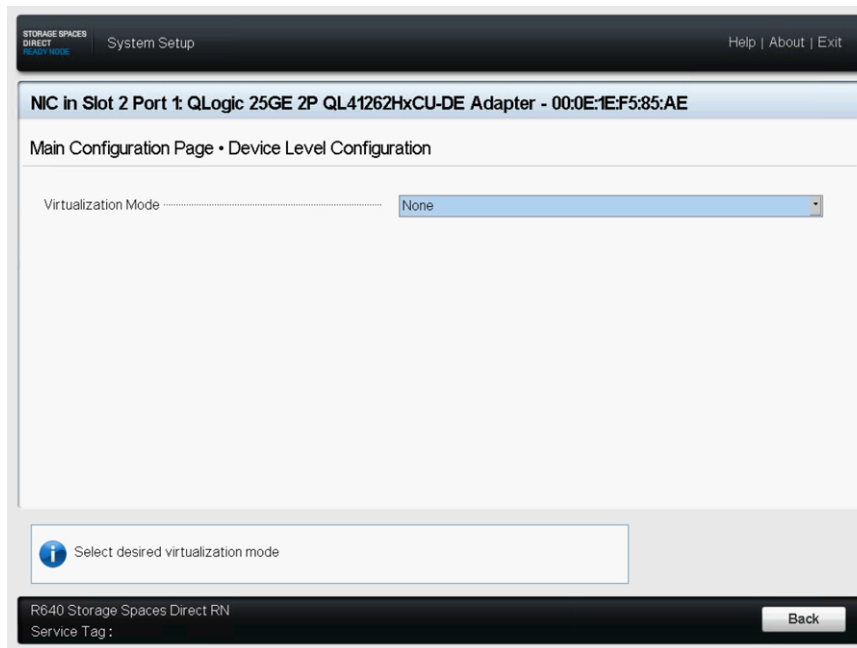 STORAGE SPACES
DIRECT
READY NODE
System Setup
Help | About | Exit
NIC in Slot 2 Port 1: QLogic 25GE 2P QL41262HxCU-DE Adapter - 00:0E:1E:F5:85:AE
Main Configuration Page • Device Level Configuration
Virtualization Mode None
Select desired virtualization mode
R640 Storage Spaces Direct RN
Service Tag:
Back